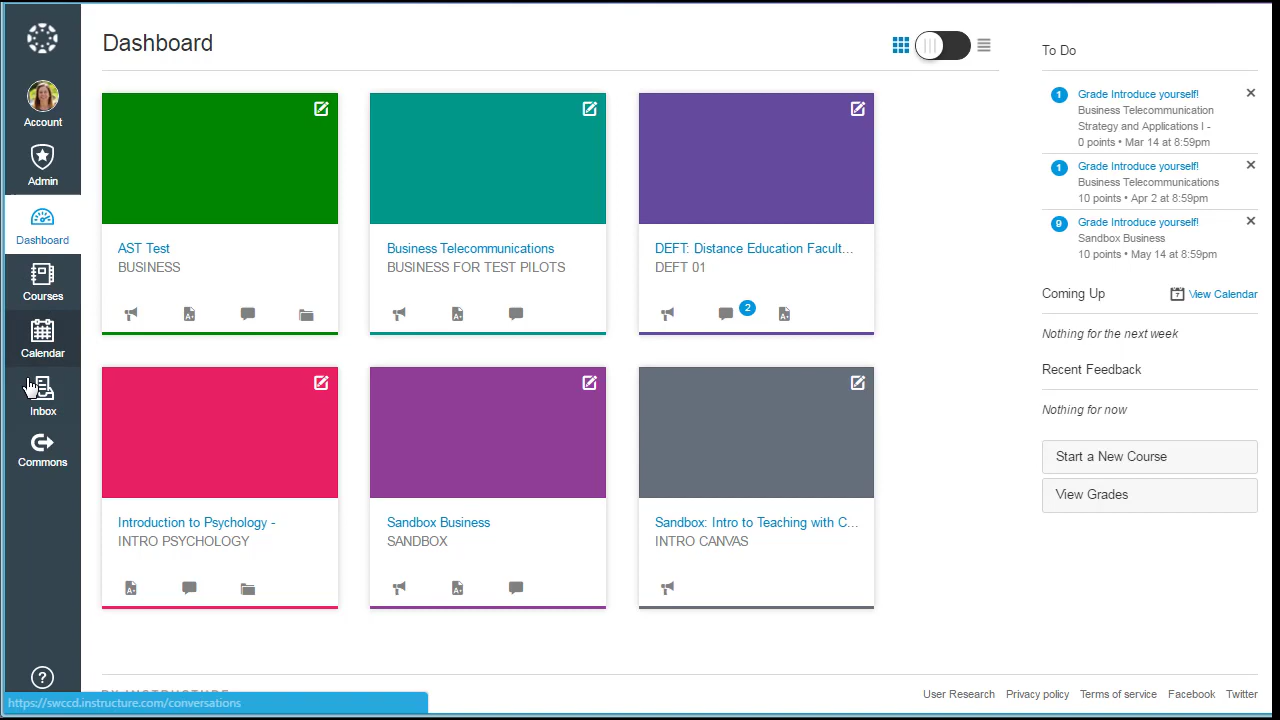 Account
Admin
Dashboard
Courses
Calendar
Inbox
Commons
Dashboard
AST Test
BUSINESS
Business Telecommunications
BUSINESS FOR TEST PILOTS
DEFT: Distance Education Facult...
DEFT 01
2
Introduction to Psychology -
INTRO PSYCHOLOGY
Sandbox Business
SANDBOX
Sandbox: Intro to Teaching with C...
INTRO CANVAS
To Do
1 Grade Introduce yourself!
Business Telecommunication
Strategy and Applications I -
0 points • Mar 14 at 8:59pm
1 Grade Introduce yourself!
Business Telecommunications
10 points • Apr 2 at 8:59pm
9 Grade Introduce yourself!
Sandbox Business
10 points • May 14 at 8:59pm
Coming Up
7 View Calendar
Nothing for the next week
Recent Feedback
Nothing for now
Start a New Course
View Grades
?
BY INSTRUCTURE
User Research Privacy policy Terms of service Facebook Twitter
https://swccd.instructure.com/conversations